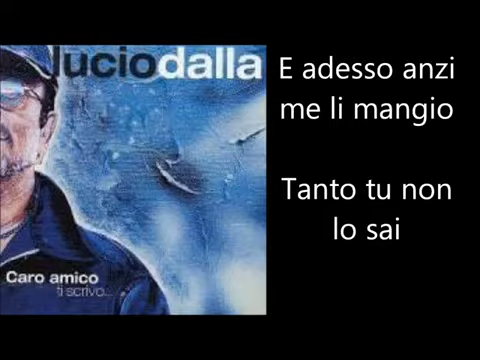 luciodalla
Caro amico
ti scrivo...
E adesso anzi
me li mangio
Tanto tu non
lo sai